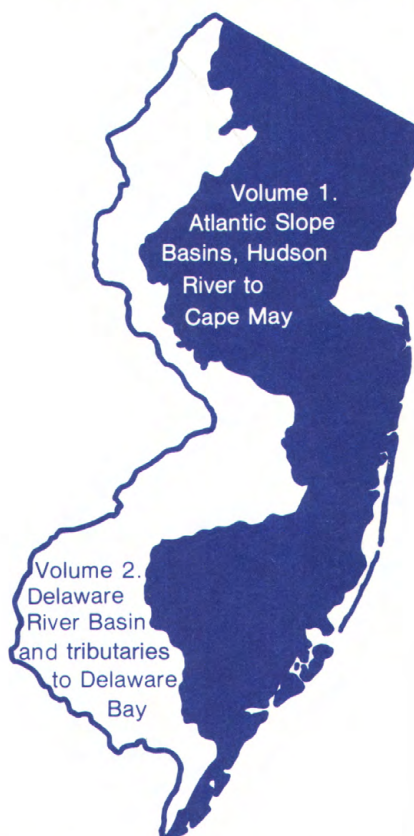 Volume 1.
Atlantic Slope
Basins, Hudson
River to
Cape May
Volume 2.
Delaware
River Basin
and tributaries
to Delaware
Bay